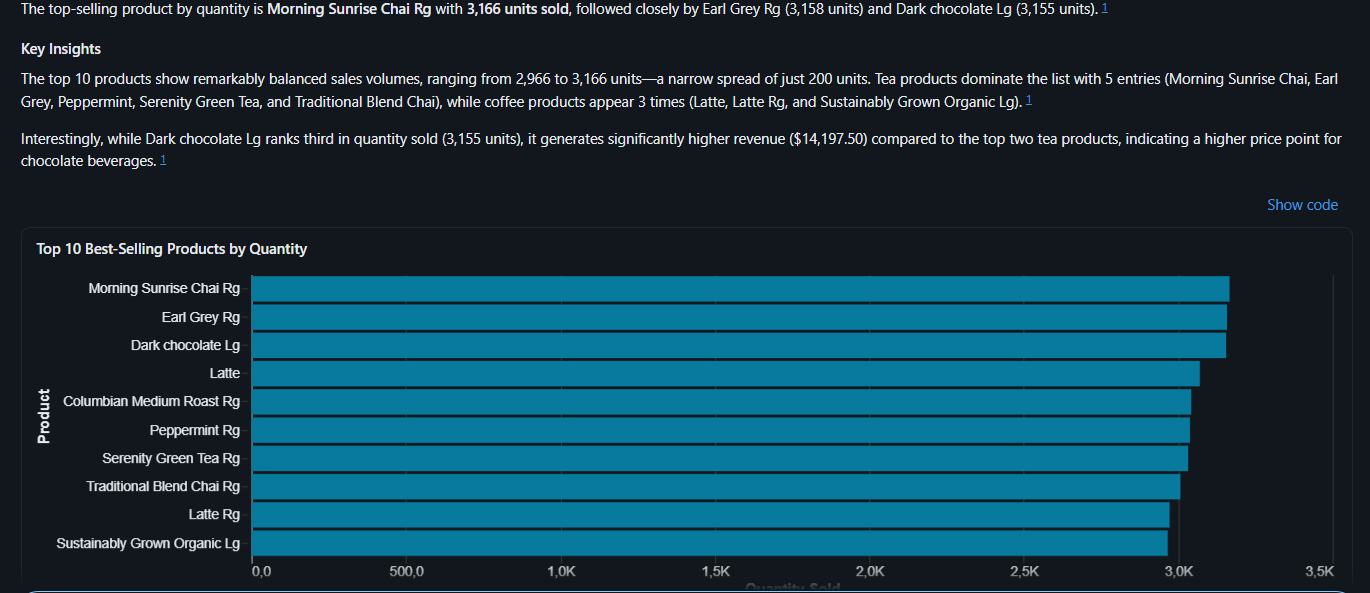 The top-selling product by quantity is Morning Sunrise Chai Rg with 3,166 units sold, followed closely by Earl Grey Rg (3,158 units) and Dark chocolate Lg (3,155 units). 1
Key Insights
The top 10 products show remarkably balanced sales volumes, ranging from 2,966 to 3,166 units—a narrow spread of just 200 units. Tea products dominate the list with 5 entries (Morning Sunrise Chai, Earl
Grey, Peppermint, Serenity Green Tea, and Traditional Blend Chai), while coffee products appear 3 times (Latte, Latte Rg, and Sustainably Grown Organic Lg). 1
Interestingly, while Dark chocolate Lg ranks third in quantity sold (3,155 units), it generates significantly higher revenue ($14,197.50) compared to the top two tea products, indicating a higher price point for
chocolate beverages. 1
Show code
Top 10 Best-Selling Products by Quantity
Product
Morning Sunrise Chai Rg
Earl Grey Rg
Dark chocolate Lg
Latte
Columbian Medium Roast Rg
Peppermint Rg
Serenity Green Tea Rg
Traditional Blend Chai Rg
Latte Rg
Sustainably Grown Organic Lg
0,0 500,0 1,0K 1,5K 2,0K 2,5K 3,0K 3,5K
Quantity Sold